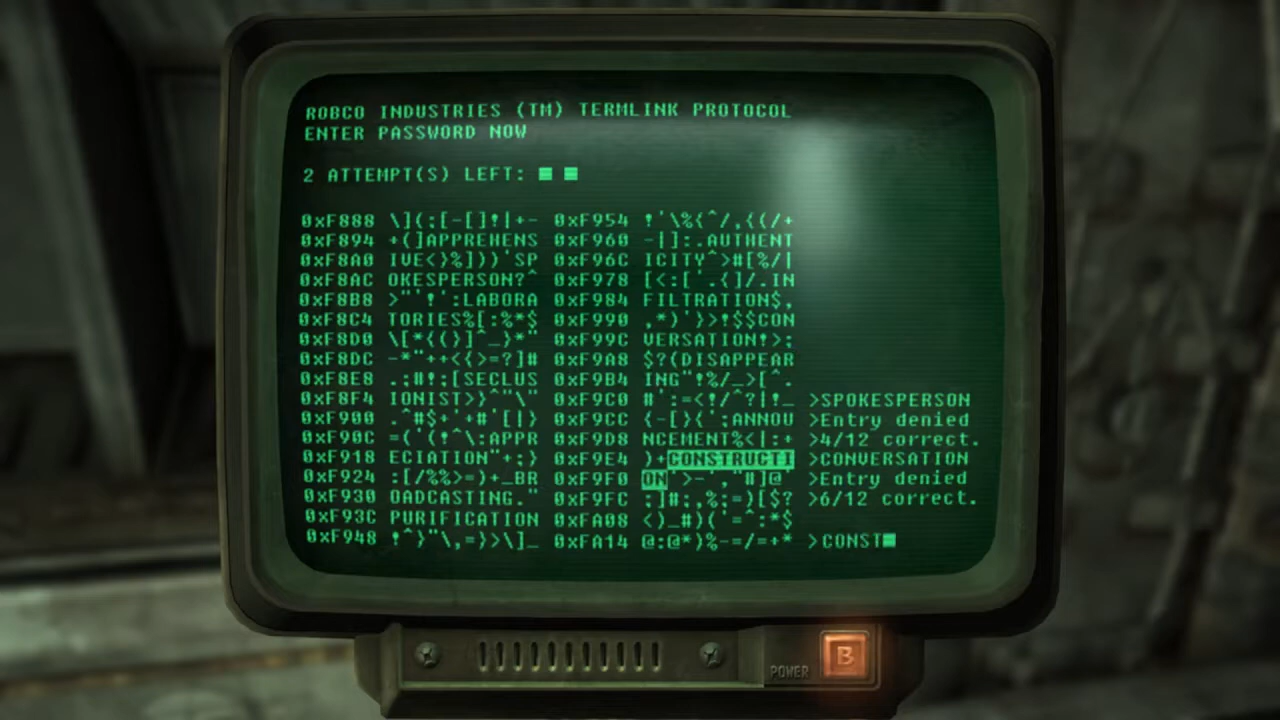 ROBCO INDUSTRIES (TM) TERMLINK PROTOCOL
ENTER PASSWORD NOW
2 ATTEMPT(S) LEFT: ■ ■
0xF888 \](:[-[]!|+- 0xF954 !'\%{^/,{(/+
0xF894 +(]APPREHENS 0xF960 -|]:.AUTHENT
0xF8A0 IVE<}%]))'SP 0xF96C ICITY^>#[%/|
0xF8AC OKESPERSON?^ 0xF978 [<:['.{]/.IN
0xF8B8 >"'!':LABORA 0xF984 FILTRATION$,
0xF8C4 TORIES%[:%*$ 0xF990 ,*)'}>!$$CON
0xF8D0 \[*{(}]^_}*" 0xF99C VERSATION!>;
0xF8DC -*"++<{>=?]# 0xF9A8 $?(DISAPPEAR
0xF8E8 .;#!;[SECLUS 0xF9B4 ING"!%/_>[^.
0xF8F4 IONIST>}^"\" 0xF9C0 #':=<!/^?|!_ >SPOKESPERSON
0xF900 .^#$+'+#'[|} 0xF9CC {-[}{';ANNOU >Entry denied
0xF90C =('(!^\:APPR 0xF9D8 NCEMENT%<|:+ >4/12 correct.
0xF918 ECIATION"+;} 0xF9E4 )+CONSTRUCTI >CONVERSATION
0xF924 :[/%%>=)+_BR 0xF9F0 ON'>-',"#]@' >Entry denied
0xF930 OADCASTING." 0xF9FC ;]#;,%;=)[$? >6/12 correct.
0xF93C PURIFICATION 0xFA08 <)_#)('=^:*$
0xF948 !^}"\,=}>\]_ 0xFA14 @:@*)%-=/=+* >CONST■
POWER
B